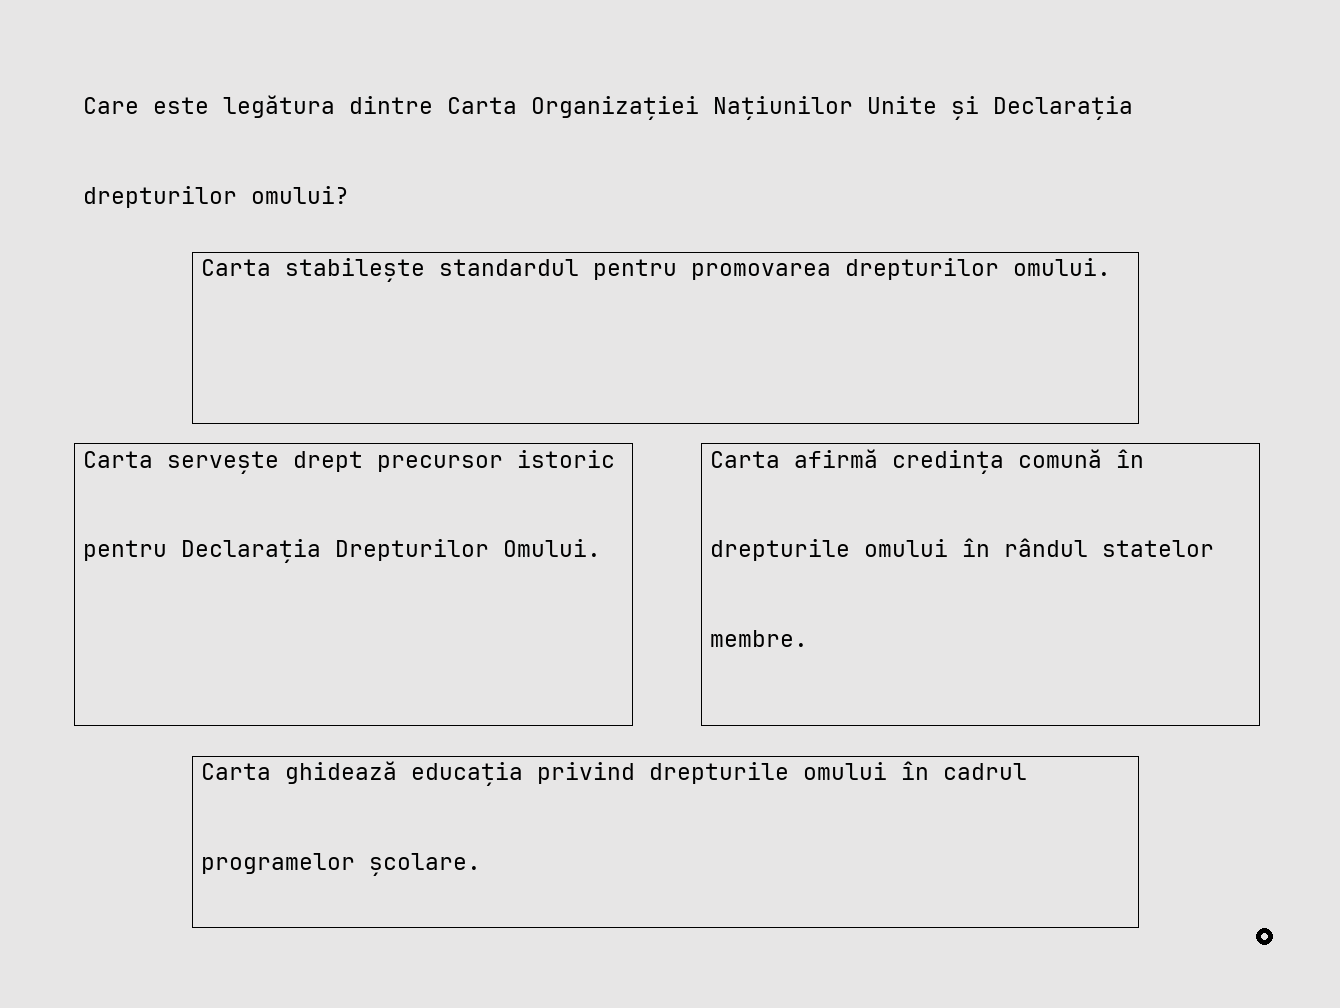 Care este legătura dintre Carta Organizației Națiunilor Unite și Declarația
drepturilor omului?
Carta stabilește standardul pentru promovarea drepturilor omului.
Carta servește drept precursor istoric
pentru Declarația Drepturilor Omului.
Carta afirmă credința comună în
drepturile omului în rândul statelor
membre.
Carta ghidează educația privind drepturile omului în cadrul
programelor școlare.